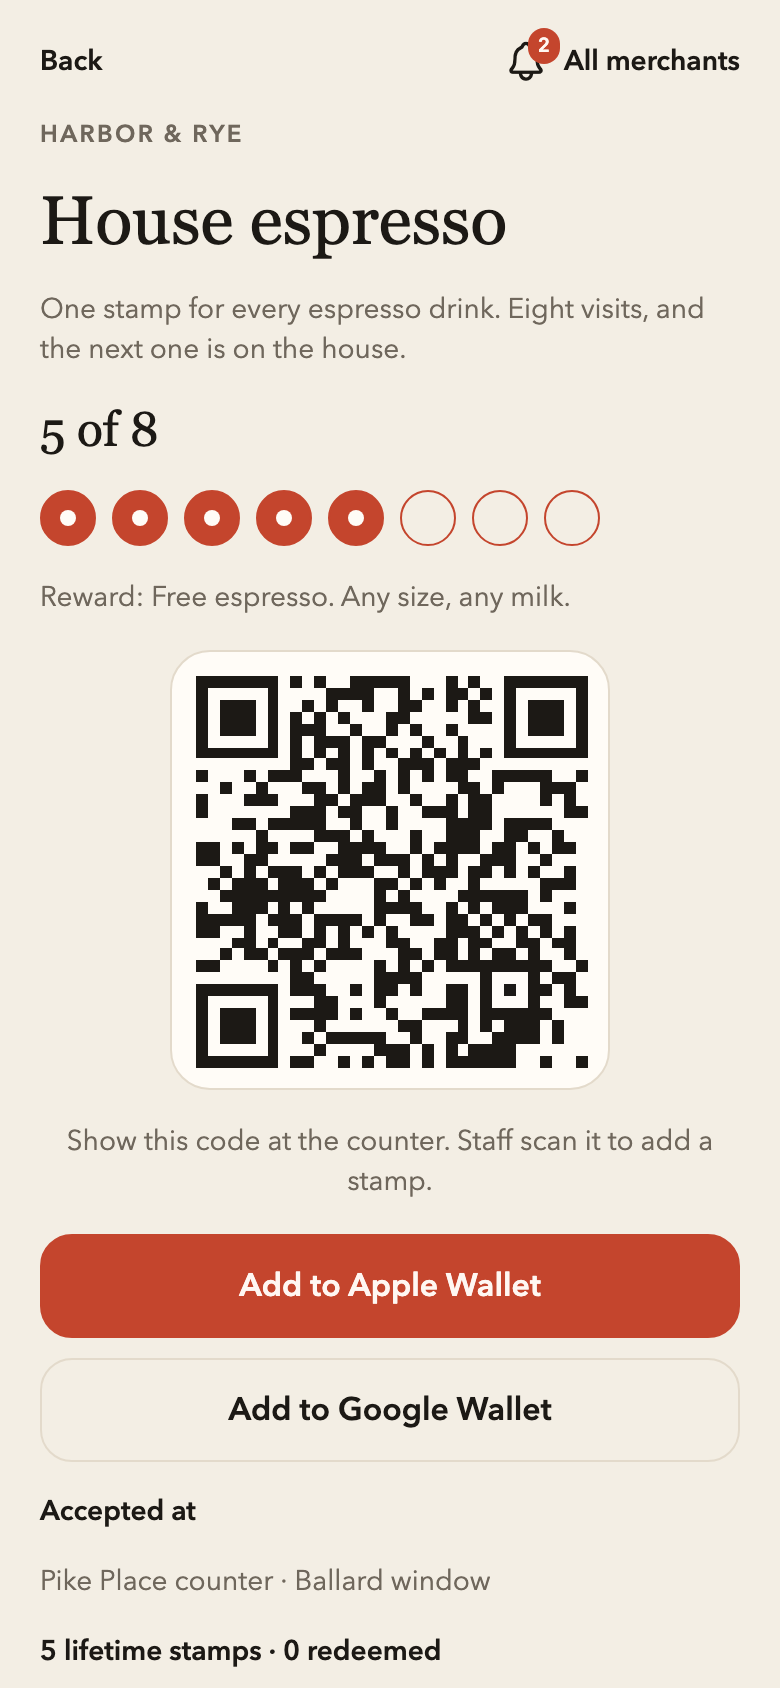 Back
2
All merchants
HARBOR & RYE
House espresso
One stamp for every espresso drink. Eight visits, and
the next one is on the house.
5 of 8
Reward: Free espresso. Any size, any milk.
Show this code at the counter. Staff scan it to add a
stamp.
Add to Apple Wallet
Add to Google Wallet
Accepted at
Pike Place counter · Ballard window
5 lifetime stamps · 0 redeemed